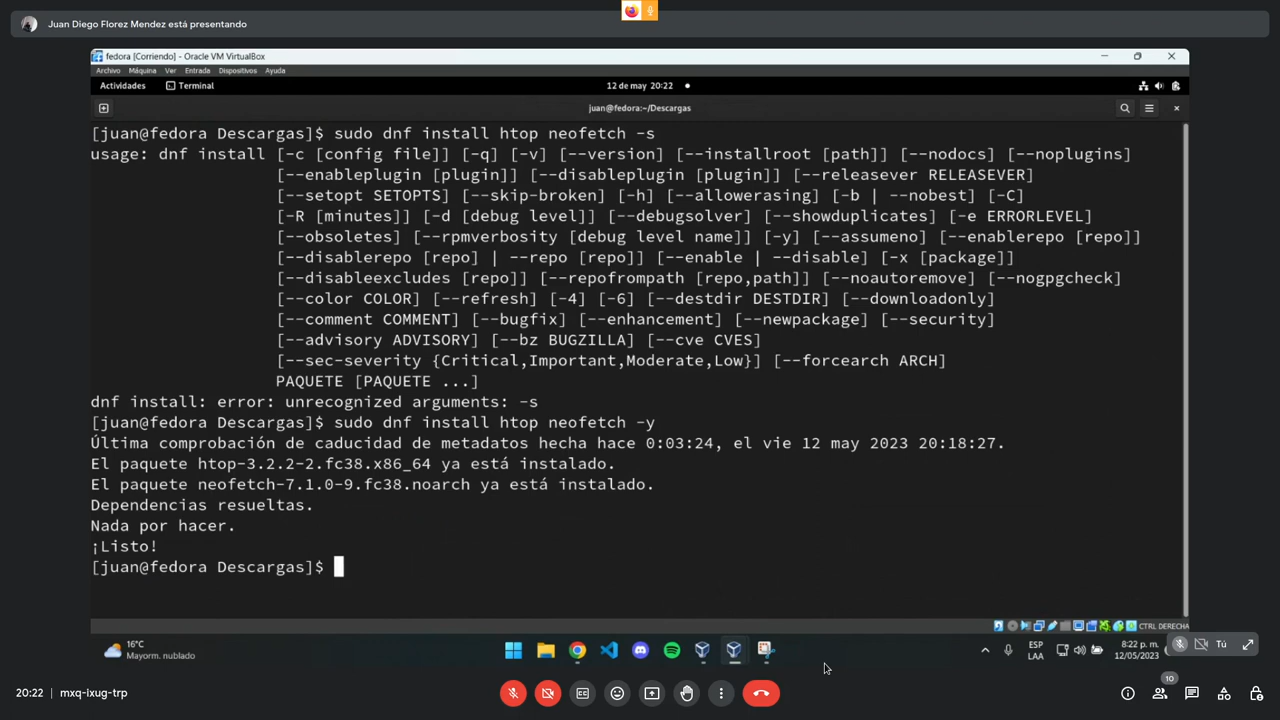 Juan Diego Florez Mendez está presentando
fedora [Corriendo] - Oracle VM VirtualBox
Archivo Máquina Ver Entrada Dispositivos Ayuda
Actividades Terminal 12 de may 20:22
juan@fedora:~/Descargas
[juan@fedora Descargas]$ sudo dnf install htop neofetch -s
usage: dnf install [-c [config file]] [-q] [-v] [--version] [--installroot [path]] [--nodocs] [--noplugins]
[--enableplugin [plugin]] [--disableplugin [plugin]] [--releasever RELEASEVER]
[--setopt SETOPTS] [--skip-broken] [-h] [--allowerasing] [-b | --nobest] [-C]
[-R [minutes]] [-d [debug level]] [--debugsolver] [--showduplicates] [-e ERRORLEVEL]
[--obsoletes] [--rpmverbosity [debug level name]] [-y] [--assumeno] [--enablerepo [repo]]
[--disablerepo [repo] | --repo [repo]] [--enable | --disable] [-x [package]]
[--disableexcludes [repo]] [--repofrompath [repo,path]] [--noautoremove] [--nogpgcheck]
[--color COLOR] [--refresh] [-4] [-6] [--destdir DESTDIR] [--downloadonly]
[--comment COMMENT] [--bugfix] [--enhancement] [--newpackage] [--security]
[--advisory ADVISORY] [--bz BUGZILLA] [--cve CVES]
[--sec-severity {Critical,Important,Moderate,Low}] [--forcearch ARCH]
PAQUETE [PAQUETE ...]
dnf install: error: unrecognized arguments: -s
[juan@fedora Descargas]$ sudo dnf install htop neofetch -y
Última comprobación de caducidad de metadatos hecha hace 0:03:24, el vie 12 may 2023 20:18:27.
El paquete htop-3.2.2-2.fc38.x86_64 ya está instalado.
El paquete neofetch-7.1.0-9.fc38.noarch ya está instalado.
Dependencias resueltas.
Nada por hacer.
¡Listo!
[juan@fedora Descargas]$
CTRL DERECHA
16°C
Mayorm. nublado
ESP
LAA
8:22 p. m.
12/05/2023
Tú
20:22 mxq-ixug-trp
10